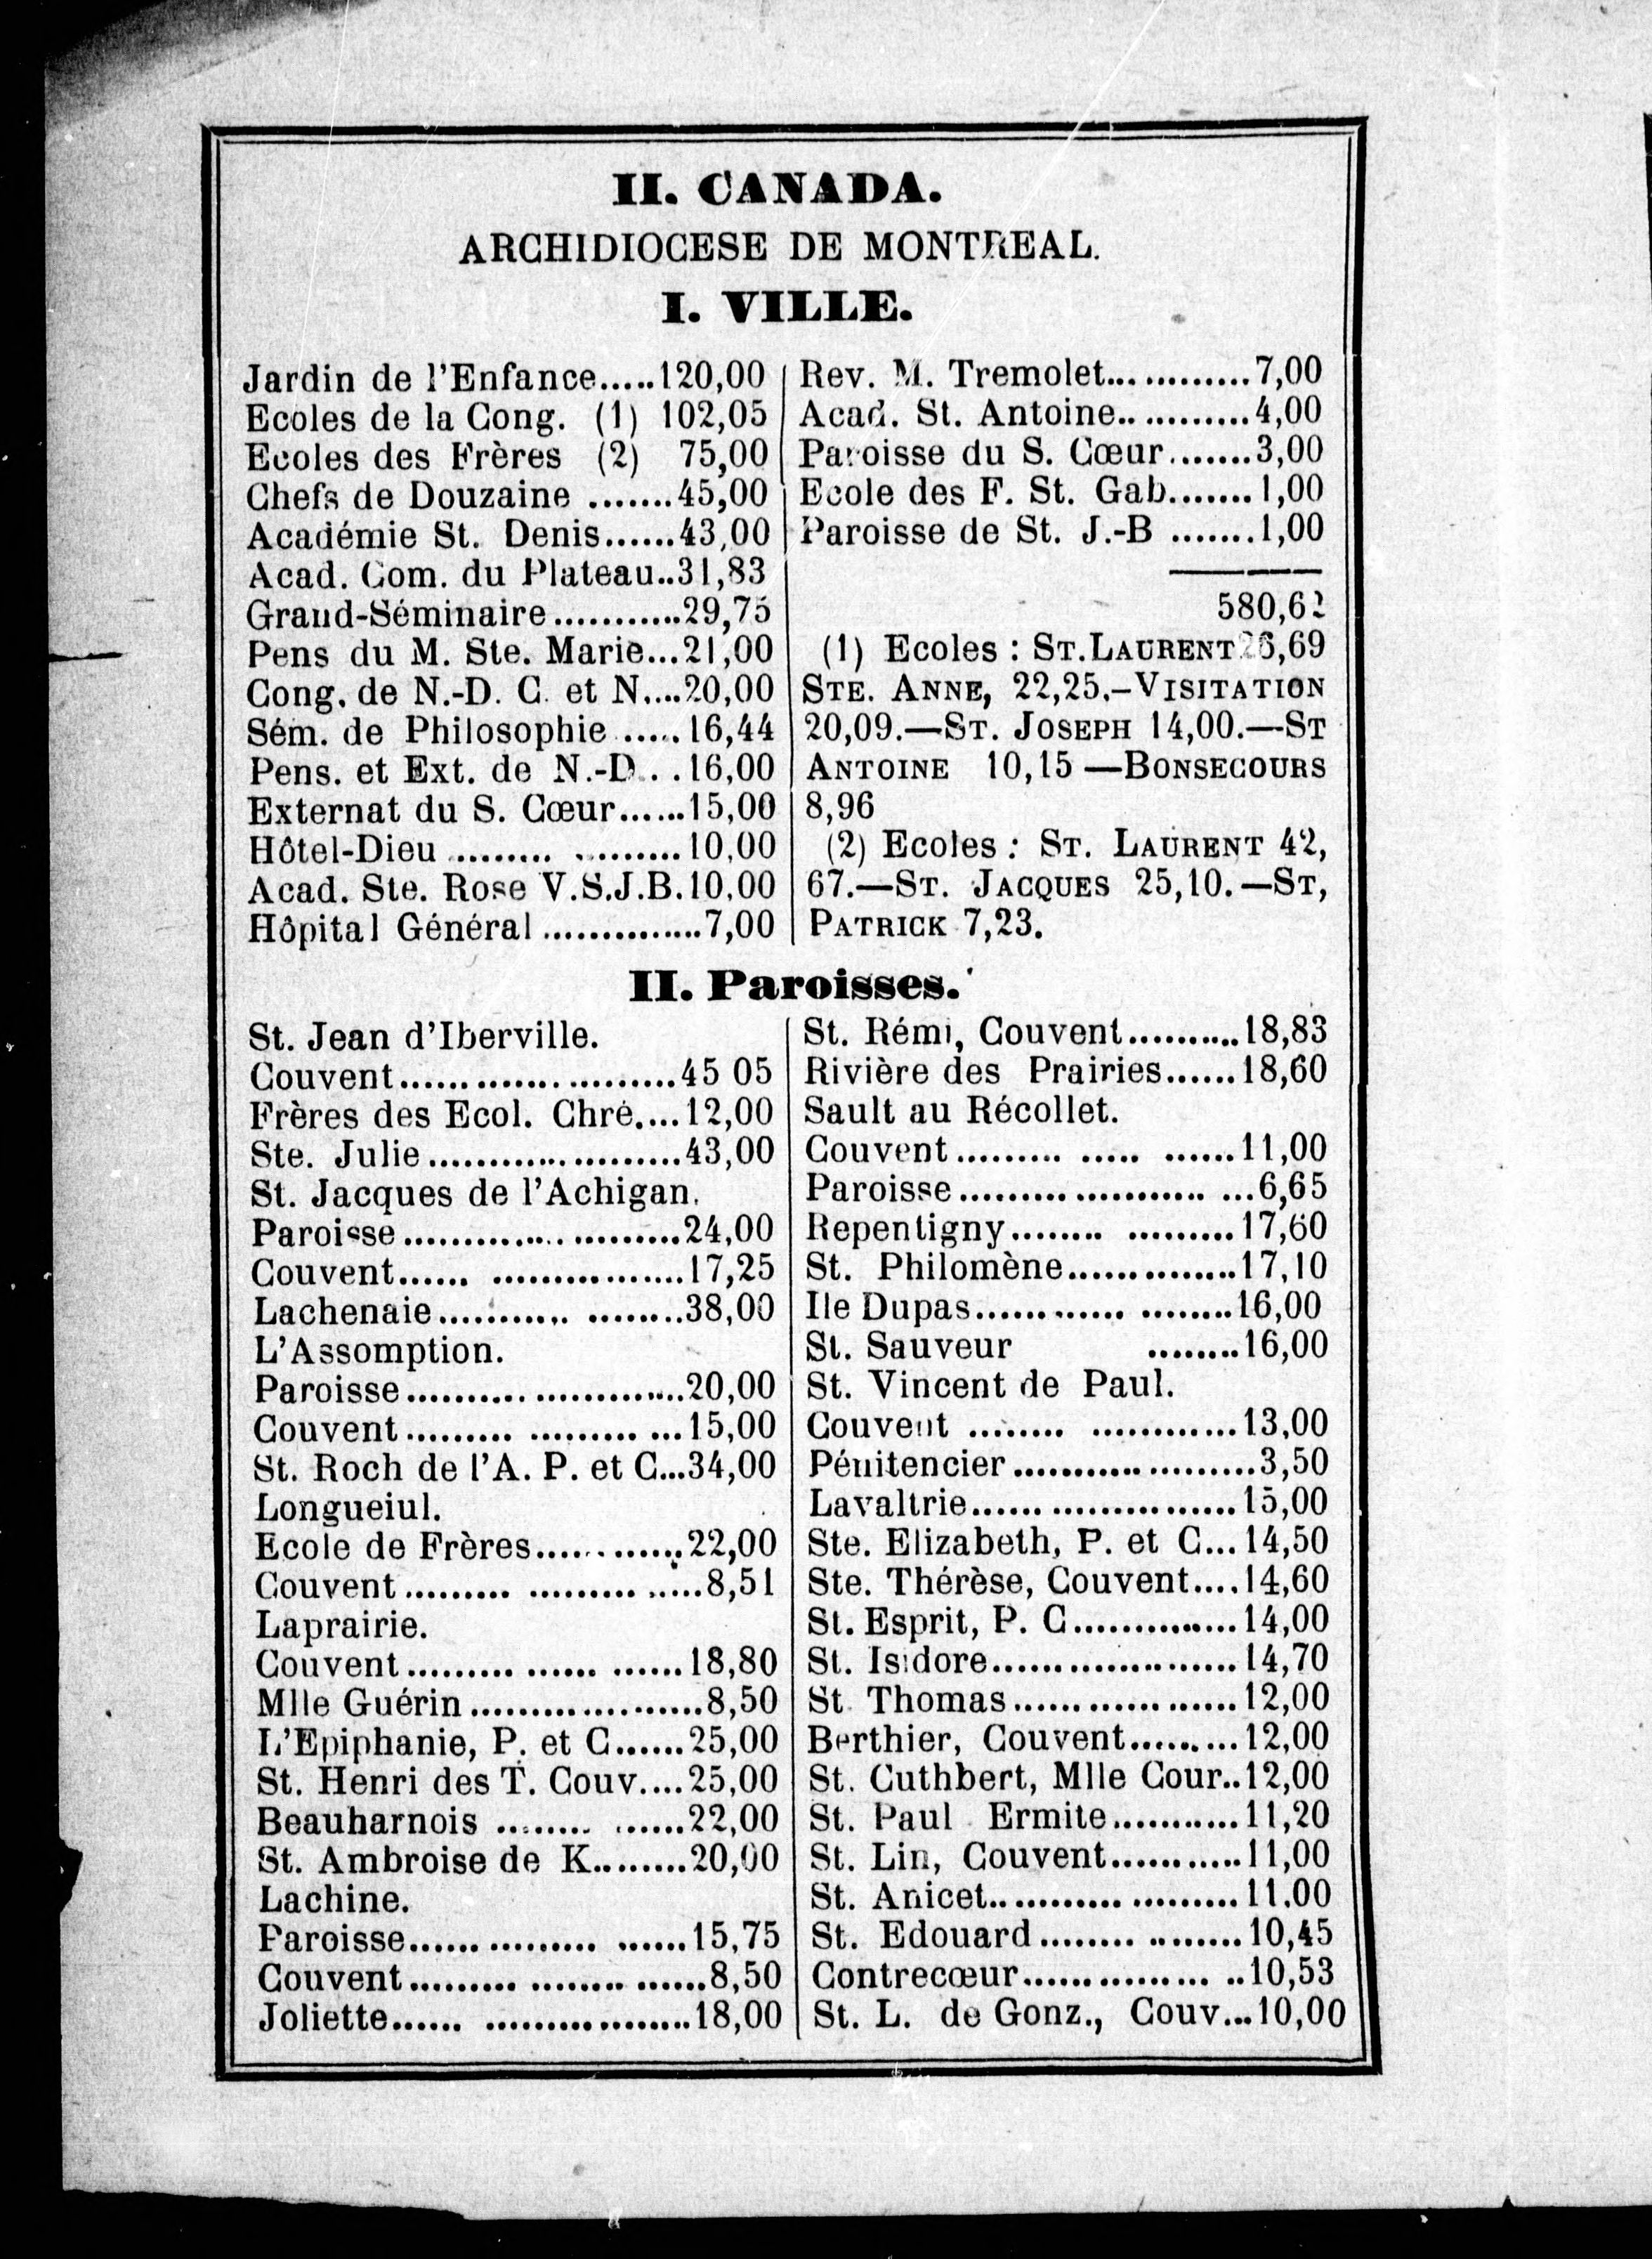 II. CANADA.
ARCHIDIOCESE DE MONTREAL.
I. VILLE.
Jardin de l'Enfance.....120,00
Ecoles de la Cong. (1) 102,05
Ecoles des Frères (2) 75,00
Chefs de Douzaine .......45,00
Académie St. Denis......43,00
Acad. Com. du Plateau..31,83
Grand-Séminaire...........29,75
Pens du M. Ste. Marie...21,00
Cong. de N.-D. C. et N....20,00
Sém. de Philosophie .....16,44
Pens. et Ext. de N.-D. . .16,00
Externat du S. Cœur......15,00
Hôtel-Dieu ......... .........10,00
Acad. Ste. Rose V.S.J.B.10,00
Hôpital Général ..............7,00
Rev. M. Tremolet............7,00
Acad. St. Antoine...........4,00
Paroisse du S. Cœur.......3,00
Ecole des F. St. Gab.......1,00
Paroisse de St. J.-B .......1,00
580,62
(1) Ecoles : ST. LAURENT 26,69
STE. ANNE, 22,25.—VISITATION
20,09.—ST. JOSEPH 14,00.—ST
ANTOINE 10,15 —BONSECOURS
8,96
(2) Ecoles : ST. LAURENT 42,
67.—ST. JACQUES 25,10.—ST,
PATRICK 7,23.
II. Paroisses.
St. Jean d'Iberville.
Couvent........................45 05
Frères des Ecol. Chré....12,00
Ste. Julie......................43,00
St. Jacques de l'Achigan.
Paroisse........................24,00
Couvent...... .................17,25
Lachenaie........... .........38,00
L'Assomption.
Paroisse........................20,00
Couvent......... ......... ...15,00
St. Roch de l'A. P. et C...34,00
Longueiul.
Ecole de Frères.............22,00
Couvent......... ......... .....8,51
Laprairie.
Couvent......... ...... ......18,80
Mlle Guérin....................8,50
L'Epiphanie, P. et C......25,00
St. Henri des T. Couv....25,00
Beauharnois ........ ......22,00
St. Ambroise de K........20,00
Lachine.
Paroisse...... ......... ......15,75
Couvent......... ........ ......8,50
Joliette...... ..................18,00
St. Rémi, Couvent..........18,83
Rivière des Prairies......18,60
Sault au Récollet.
Couvent ......... ..... ......11,00
Paroisse .................... ...6,65
Repentigny........ .........17,60
St. Philomène...............17,10
Ile Dupas............ ........16,00
St. Sauveur ........16,00
St. Vincent de Paul.
Couvent ........ .............13,00
Pénitencier.....................3,50
Lavaltrie...... ................15,00
Ste. Elizabeth, P. et C...14,50
Ste. Thérèse, Couvent....14,60
St. Esprit, P. C..............14,00
St. Isidore.....................14,70
St. Thomas...................12,00
Berthier, Couvent.........12,00
St. Cuthbert, Mlle Cour..12,00
St. Paul Ermite...........11,20
St. Lin, Couvent...........11,00
St. Anicet........... .........11,00
St. Edouard........ ........10,45
Contrecœur............... ..10,53
St. L. de Gonz., Couv...10,00